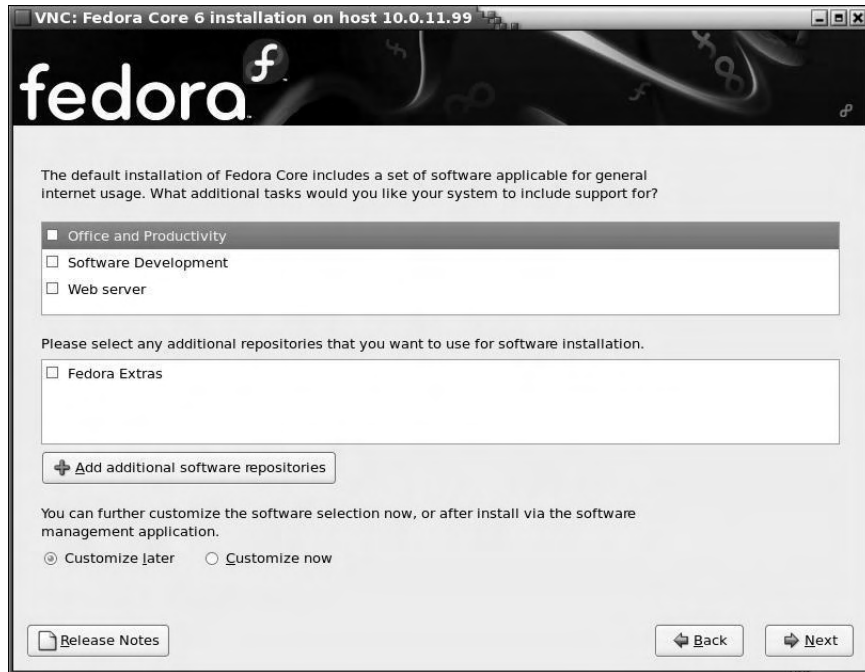 VNC: Fedora Core 6 installation on host 10.0.11.99
fedora
The default installation of Fedora Core includes a set of software applicable for general
internet usage. What additional tasks would you like your system to include support for?
Office and Productivity
Software Development
Web server
Please select any additional repositories that you want to use for software installation.
Fedora Extras
Add additional software repositories
You can further customize the software selection now, or after install via the software
management application.
Customize later Customize now
Release Notes Back Next